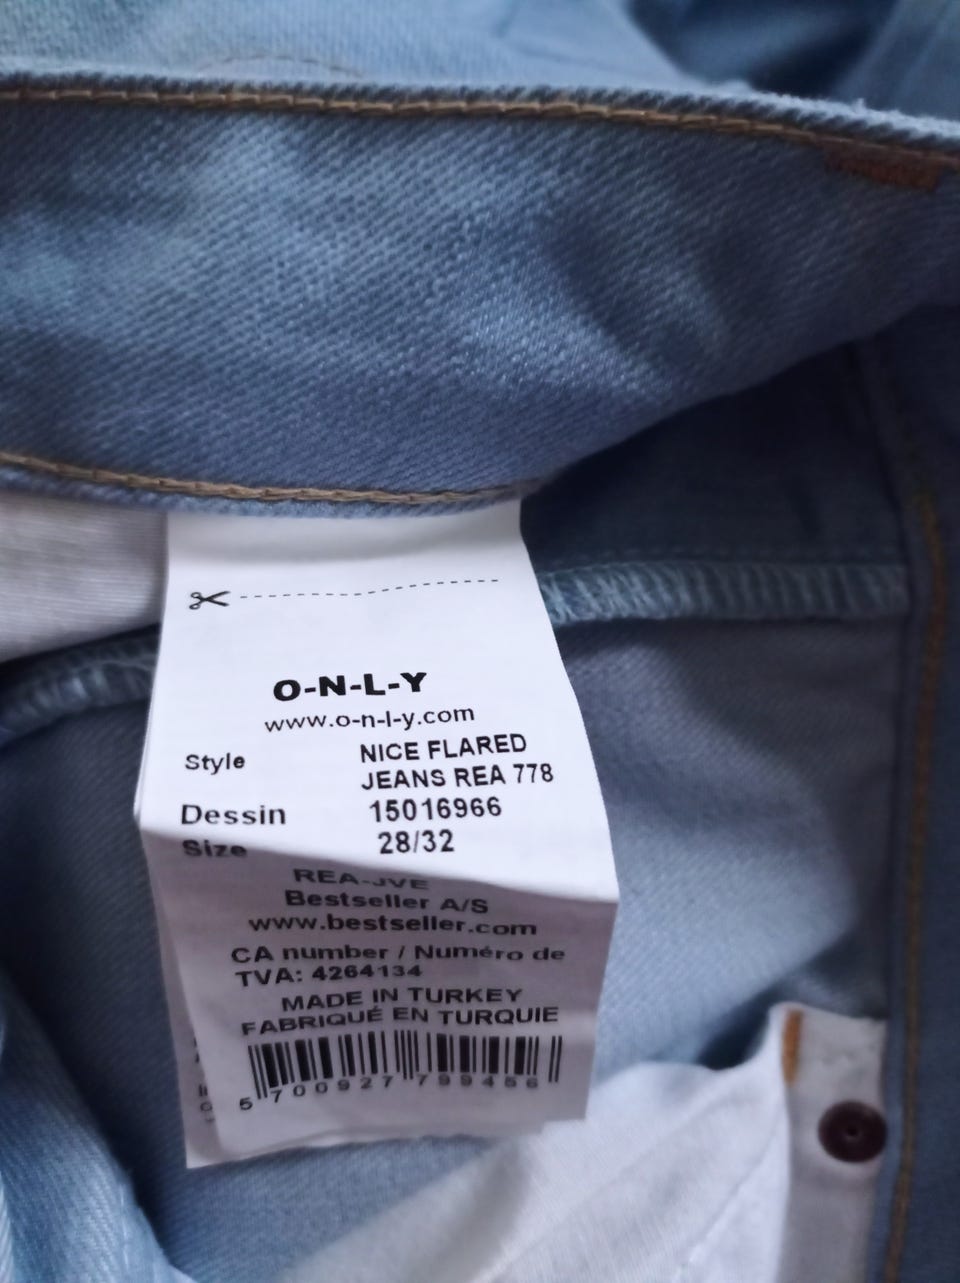 O-N-L-Y
www.o-n-l-y.com
Style NICE FLARED
JEANS REA 778
Dessin 15016966
Size 28/32
REA-JVE
Bestseller A/S
www.bestseller.com
CA number / Numéro de
TVA: 4264134
MADE IN TURKEY
FABRIQUÉ EN TURQUIE
5 700927 799456